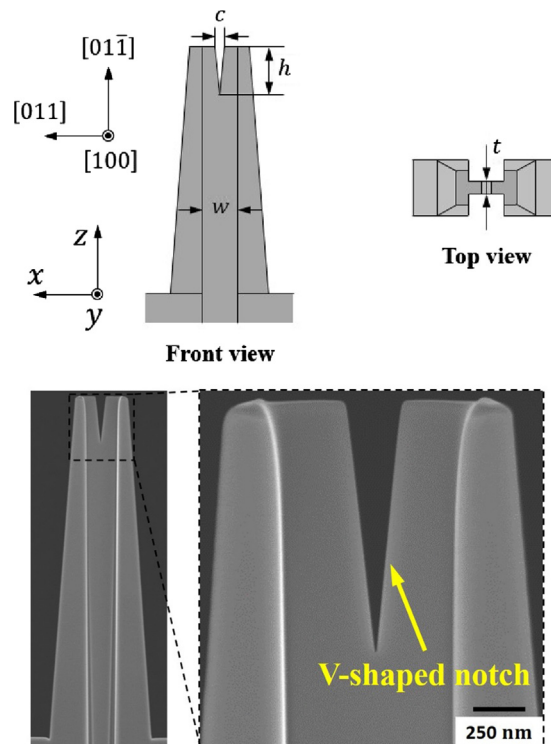 c
[011̄]
h
[011]
[100]
t
w
z
Top view
x
y
Front view
V-shaped notch
250 nm